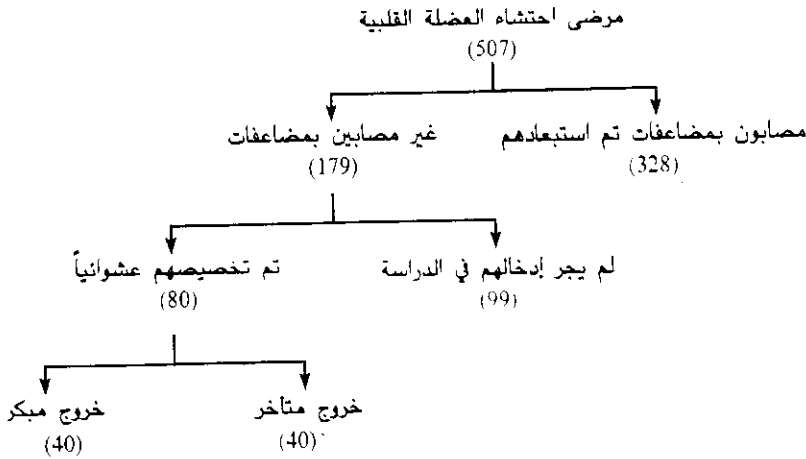 مرضى احتشاء العضلة القلبية
(507)
مصابون بمضاعفات تم استبعادهم
(328)
غير مصابين بمضاعفات
(179)
لم يجر إدخالهم في الدراسة
(99)
تم تخصيصهم عشوائياً
(80)
خروج متأخر
(40)
خروج مبكر
(40)